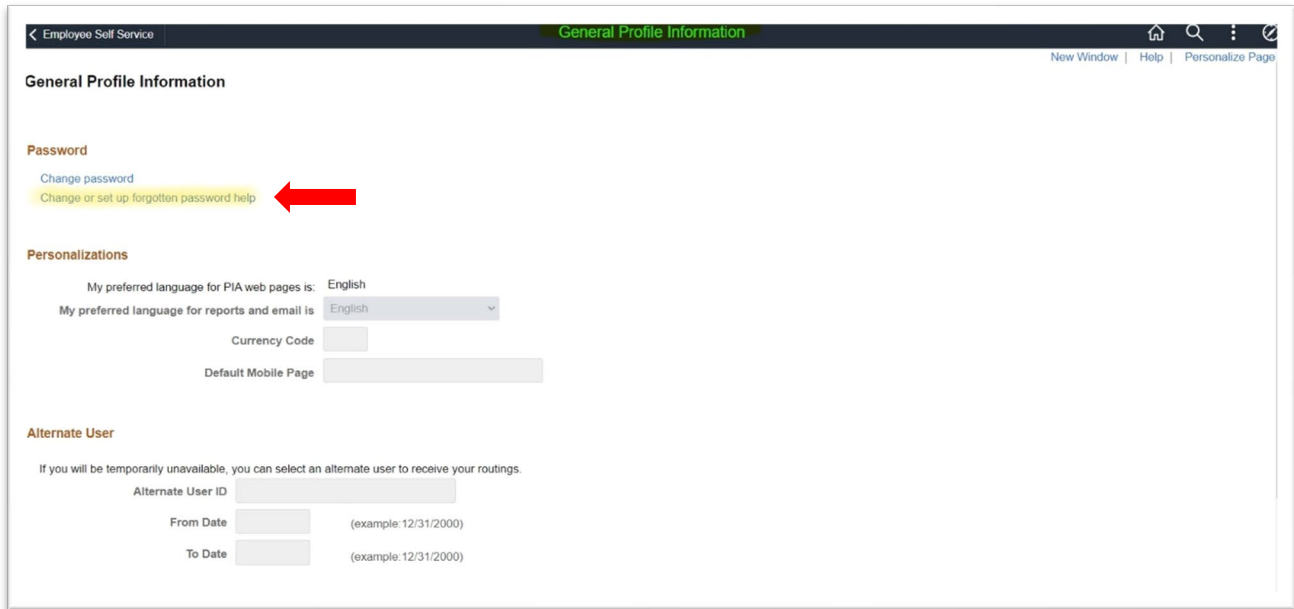 Employee Self Service
General Profile Information
New Window | Help | Personalize Page
General Profile Information
Password
Change password
Change or set up forgotten password help
Personalizations
My preferred language for PIA web pages is: English
My preferred language for reports and email is English
Currency Code
Default Mobile Page
Alternate User
If you will be temporarily unavailable, you can select an alternate user to receive your routings.
Alternate User ID
From Date (example:12/31/2000)
To Date (example:12/31/2000)